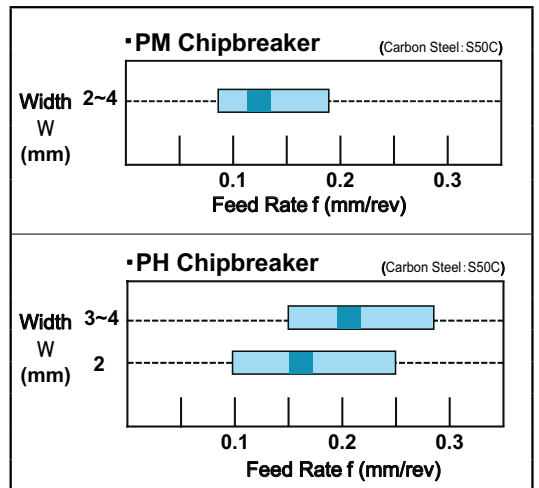 ▪PM Chipbreaker (Carbon Steel:S50C)
Width 2~4
W
(mm)
0.1 0.2 0.3
Feed Rate f (mm/rev)
▪PH Chipbreaker (Carbon Steel:S50C)
Width 3~4
W
(mm) 2
0.1 0.2 0.3
Feed Rate f (mm/rev)